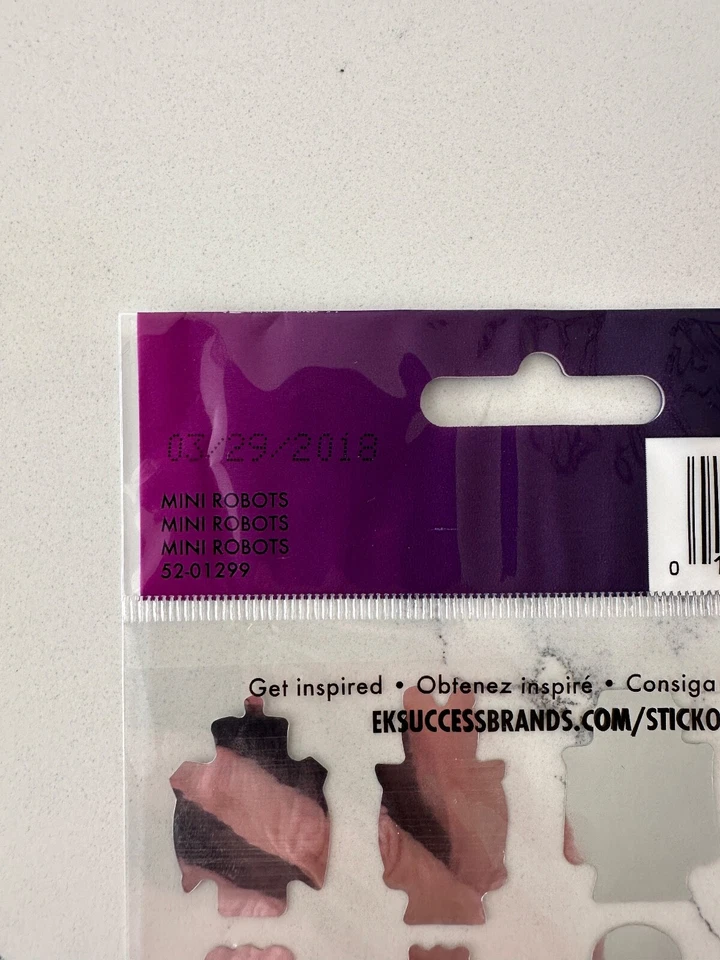 03/29/2018
MINI ROBOTS
MINI ROBOTS
MINI ROBOTS
52-01299
0
Get inspired • Obtenez inspiré • Consiga
EKSUCCESSBRANDS.COM/STICKO